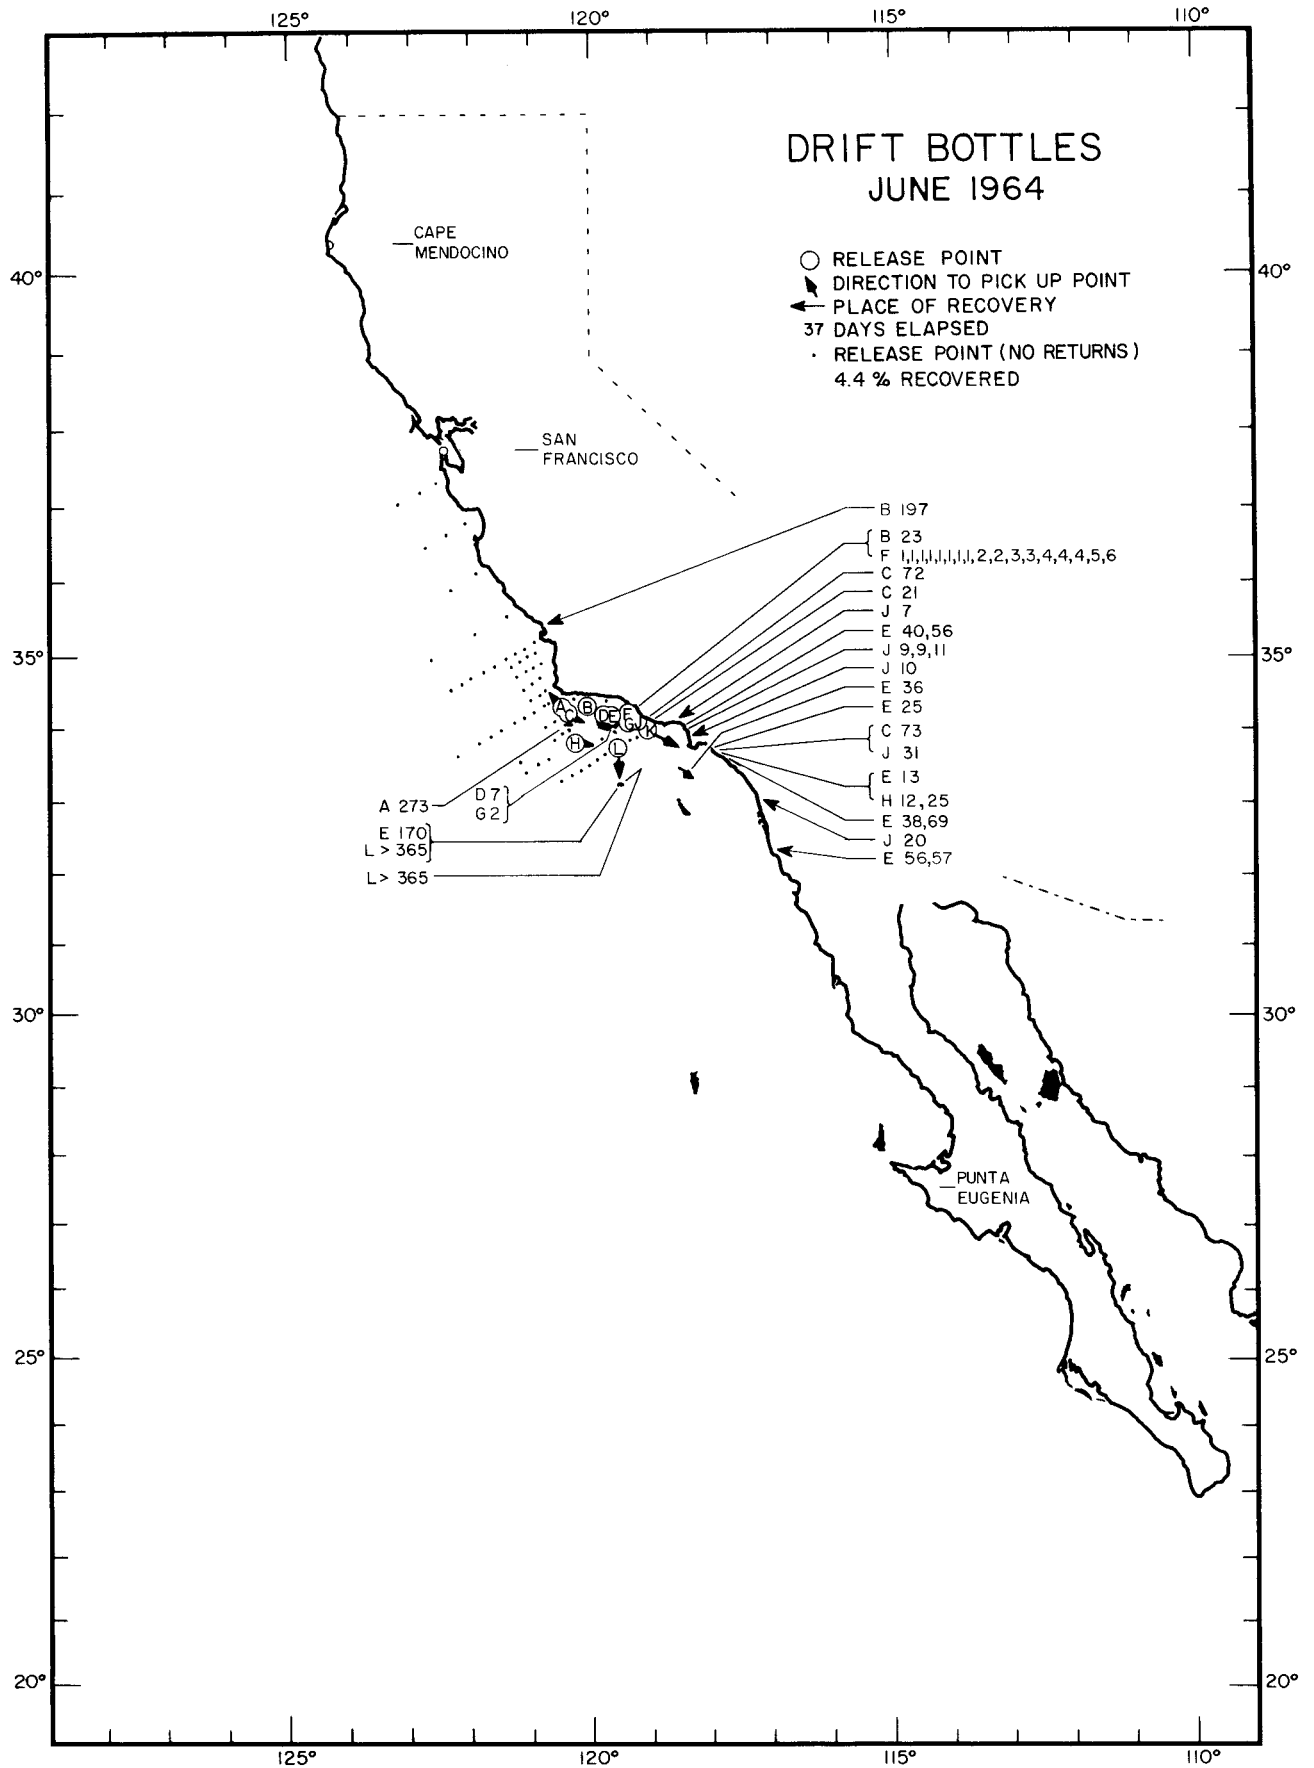 125° 120° 115° 110°
DRIFT BOTTLES
JUNE 1964
RELEASE POINT
DIRECTION TO PICK UP POINT
PLACE OF RECOVERY
37 DAYS ELAPSED
RELEASE POINT (NO RETURNS)
4.4 % RECOVERED
CAPE
MENDOCINO
40° 40°
SAN
FRANCISCO
B 197
B 23
F 1,1,1,1,1,1,1,1,2,2,3,3,4,4,4,5,6
C 72
C 21
J 7
E 40,56
J 9,9,11
J 10
E 36
E 25
C 73
J 31
E 13
H 12,25
E 38,69
J 20
E 56,57
35° 35°
A B C D E F G J K
H L
A 273
D 7
G 2
E 170
L > 365
L > 365
30° 30°
PUNTA
EUGENIA
25° 25°
20° 20°
125° 120° 115° 110°